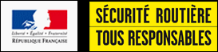 Liberté • Égalité • Fraternité
RÉPUBLIQUE FRANÇAISE
SÉCURITÉ ROUTIÈRE
TOUS RESPONSABLES